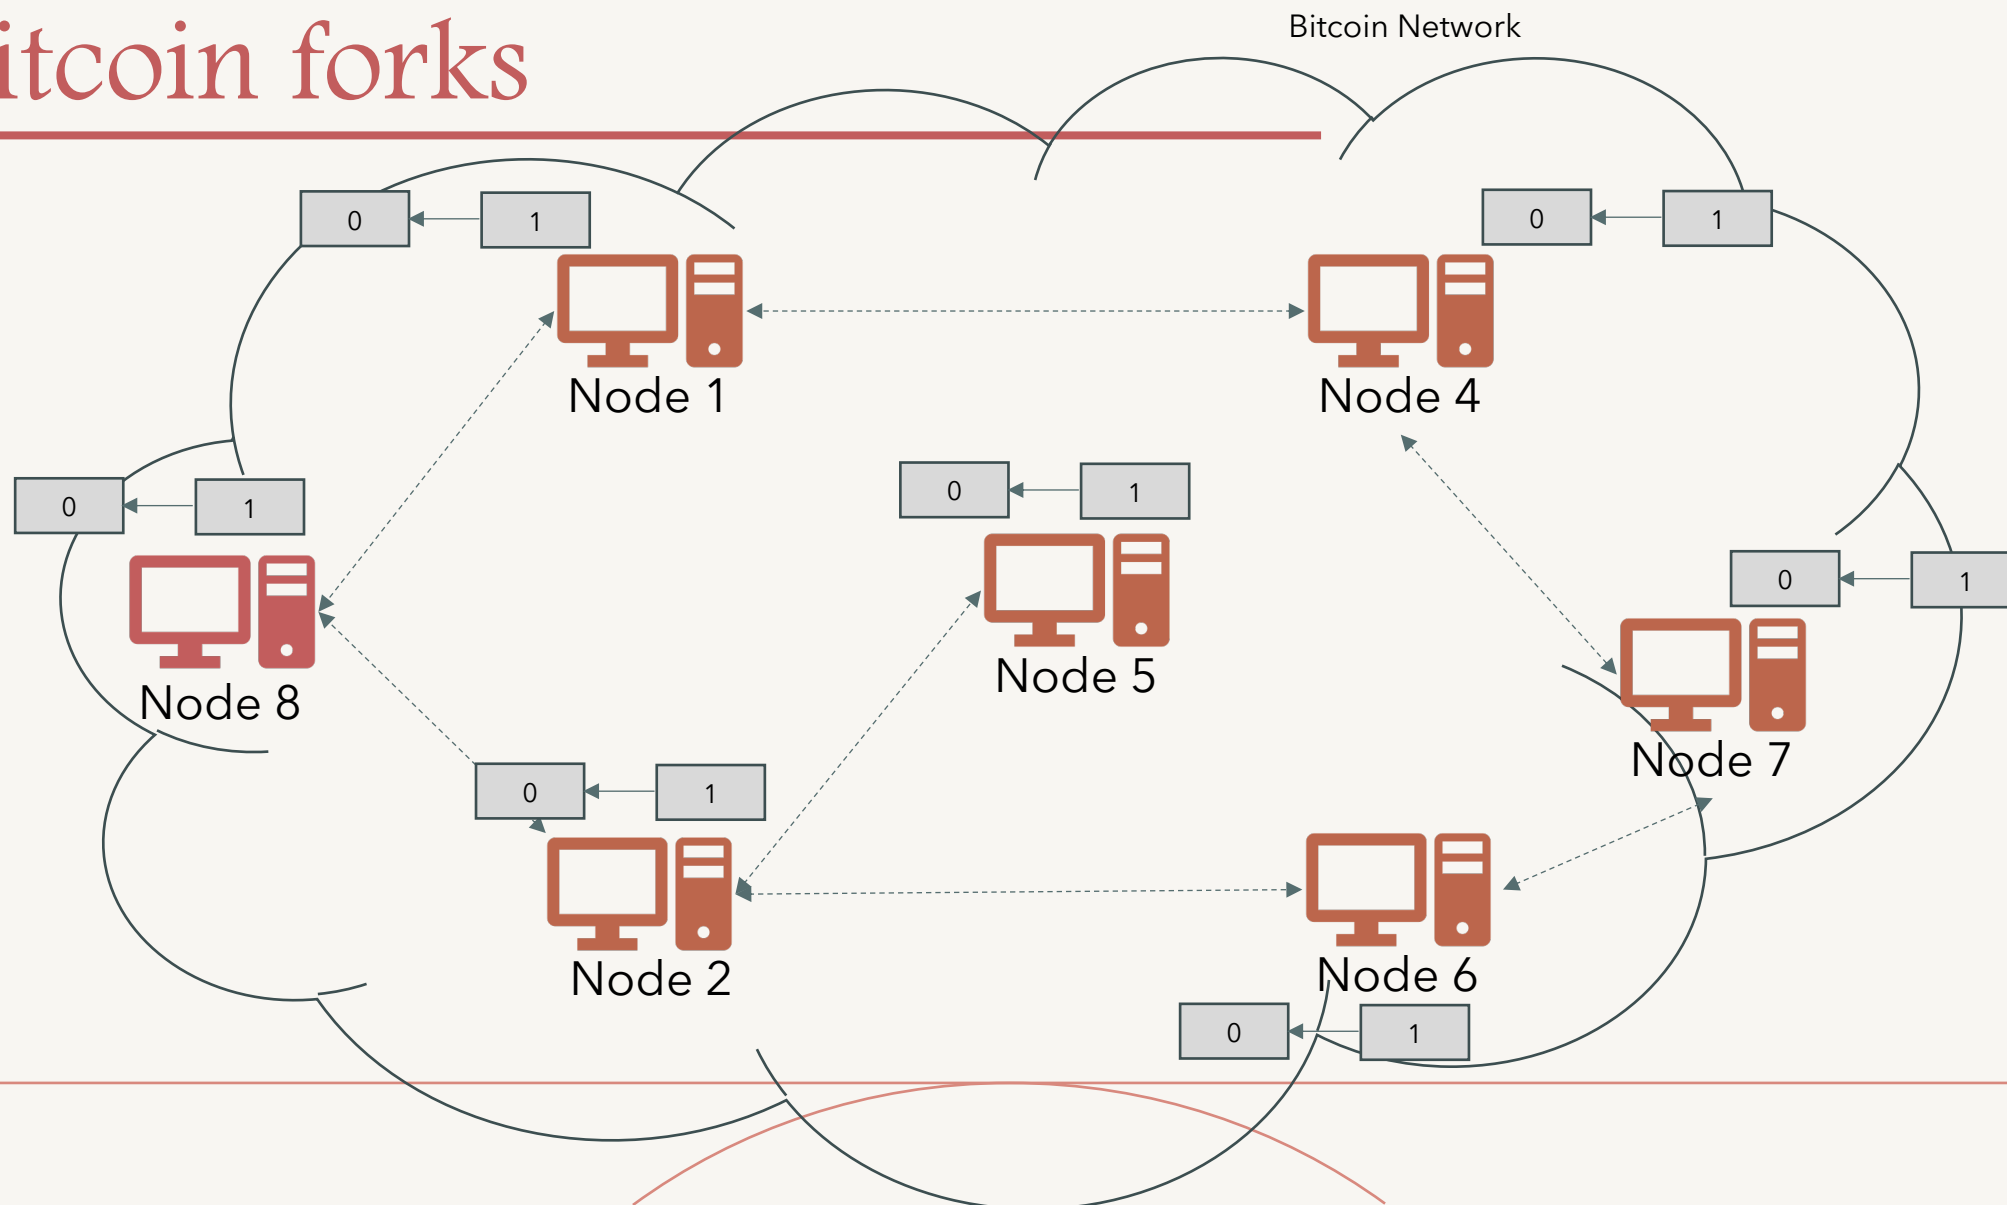 itcoin forks
Bitcoin Network
0 1
0 1
Node 1
Node 4
0 1
0 1
0 1
Node 5
Node 8
Node 7
0 1
Node 2
Node 6
0 1